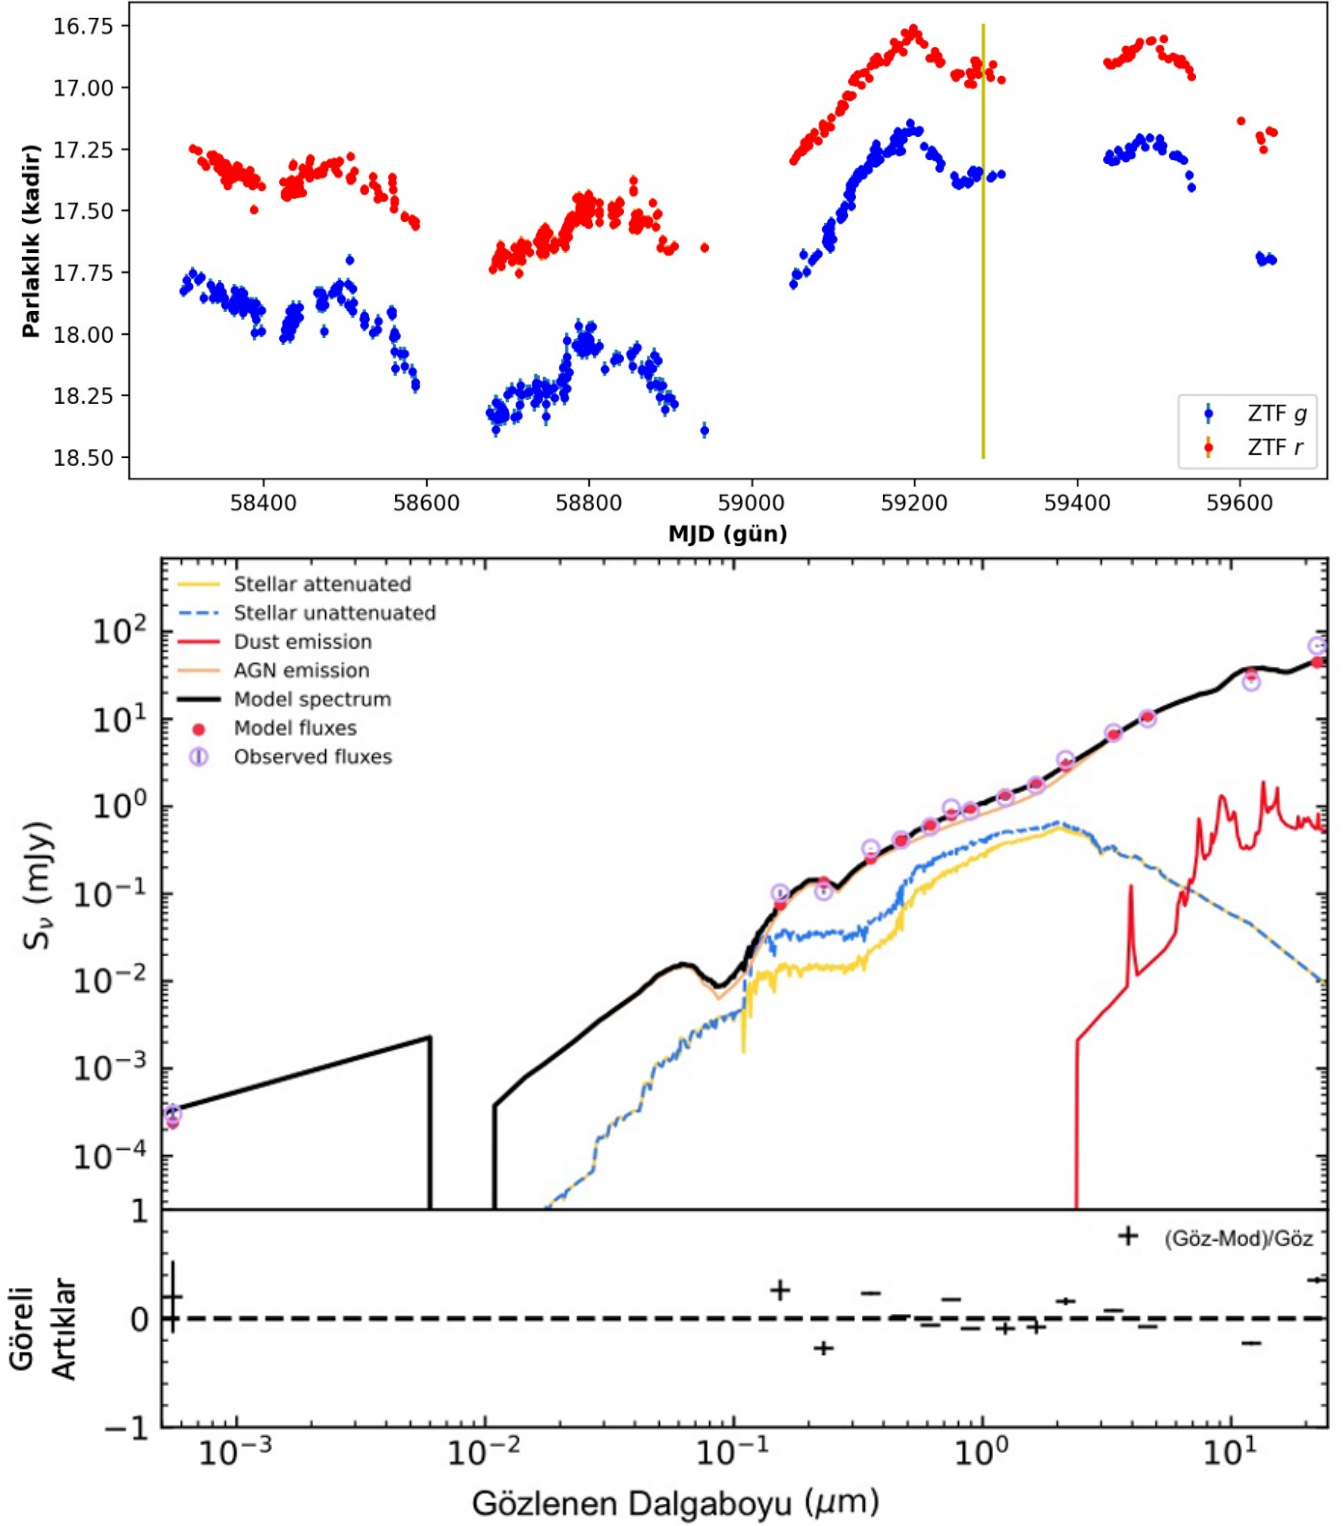 16.75
17.00
17.25
17.50
17.75
18.00
18.25
18.50
Parlaklık (kadir)
ZTF g
ZTF r
58400 58600 58800 59000 59200 59400 59600
MJD (gün)
Stellar attenuated
Stellar unattenuated
Dust emission
AGN emission
Model spectrum
Model fluxes
Observed fluxes
10²
10¹
10⁰
10⁻¹
10⁻²
10⁻³
10⁻⁴
Sν (mJy)
1
0
−1
Göreli
Artıklar
(Göz-Mod)/Göz
10⁻³ 10⁻² 10⁻¹ 10⁰ 10¹
Gözlenen Dalgaboyu (μm)